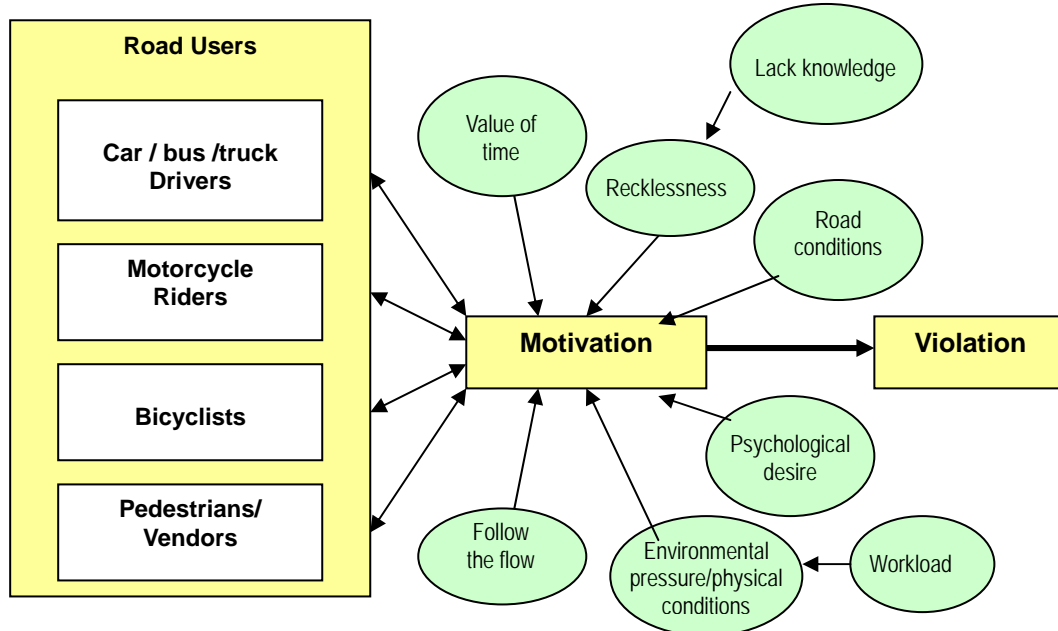 Road Users
Car / bus /truck
Drivers
Motorcycle
Riders
Bicyclists
Pedestrians/
Vendors
Value of
time
Lack knowledge
Recklessness
Road
conditions
Motivation
Violation
Psychological
desire
Follow
the flow
Environmental
pressure/physical
conditions
Workload